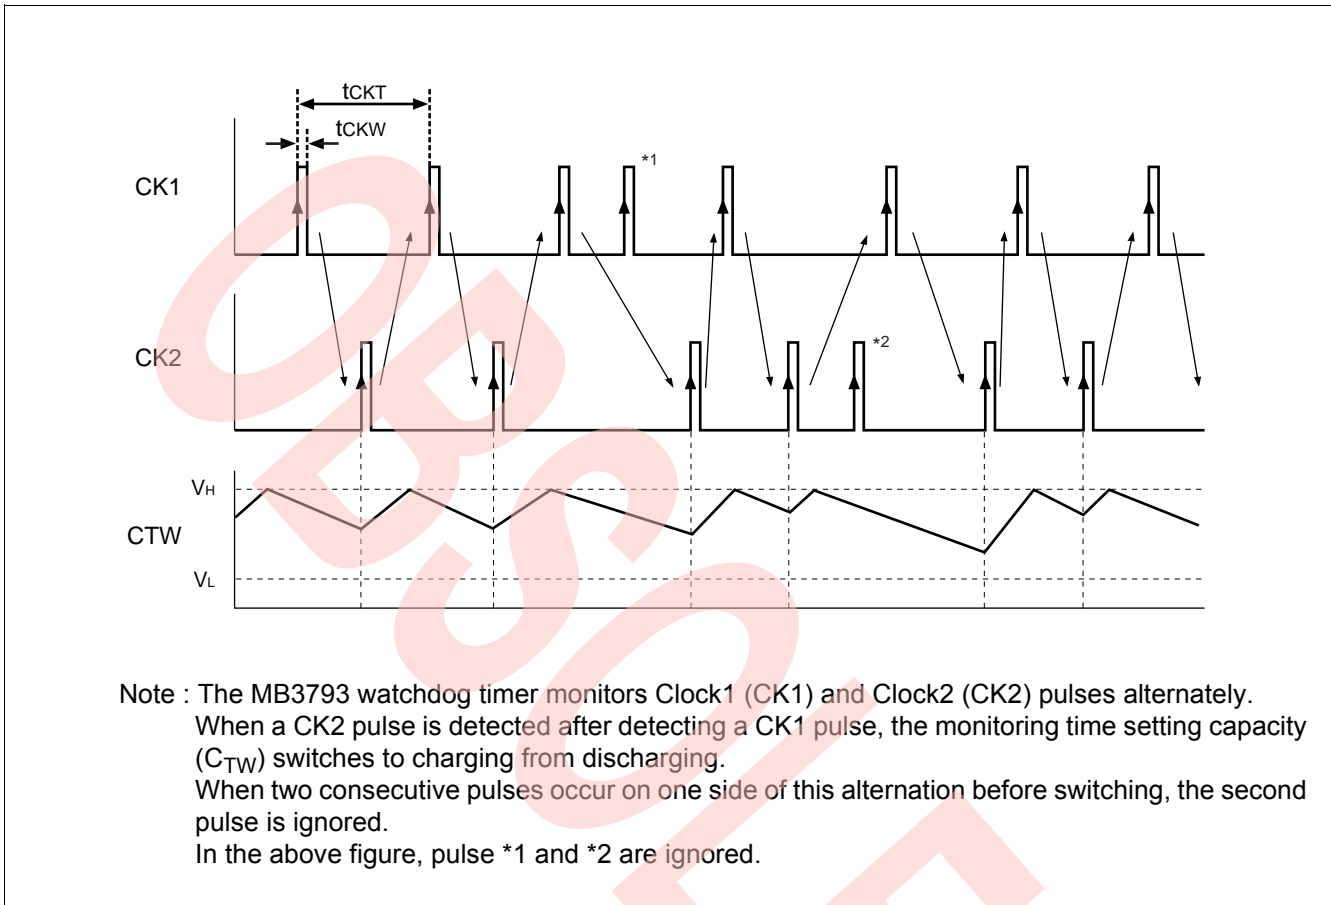 tCKT
tCKW
CK1
*1
CK2
*2
VH
CTW
VL
Note : The MB3793 watchdog timer monitors Clock1 (CK1) and Clock2 (CK2) pulses alternately.
When a CK2 pulse is detected after detecting a CK1 pulse, the monitoring time setting capacity
(CTW) switches to charging from discharging.
When two consecutive pulses occur on one side of this alternation before switching, the second
pulse is ignored.
In the above figure, pulse *1 and *2 are ignored.
OBSOLE